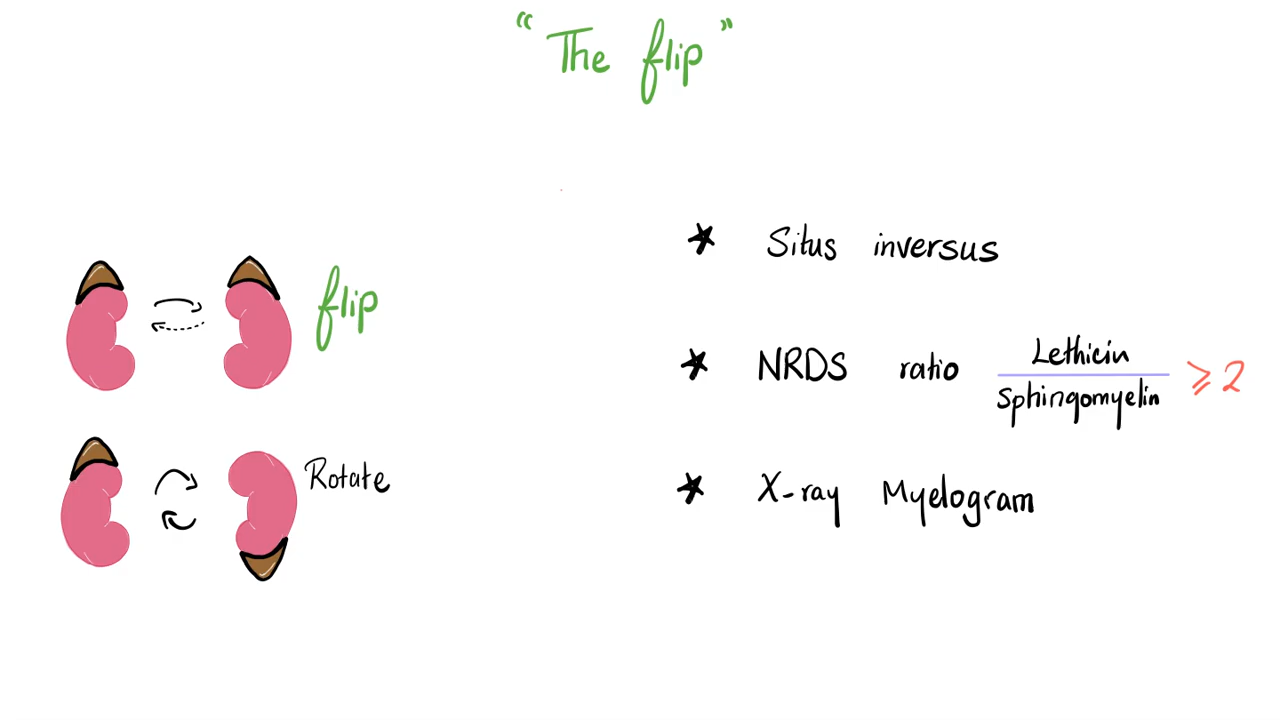 "The flip"
flip
Rotate
★ Situs inversus
★ NRDS ratio Lethicin
Sphingomyelin ⩾ 2
★ X-ray Myelogram